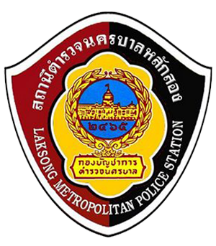 สถานีตำรวจนครบาลหลักสอง
๒๔๖๕
กองบัญชาการ
ตำรวจนครบาล
LAKSONG METROPOLITAN POLICE STATION